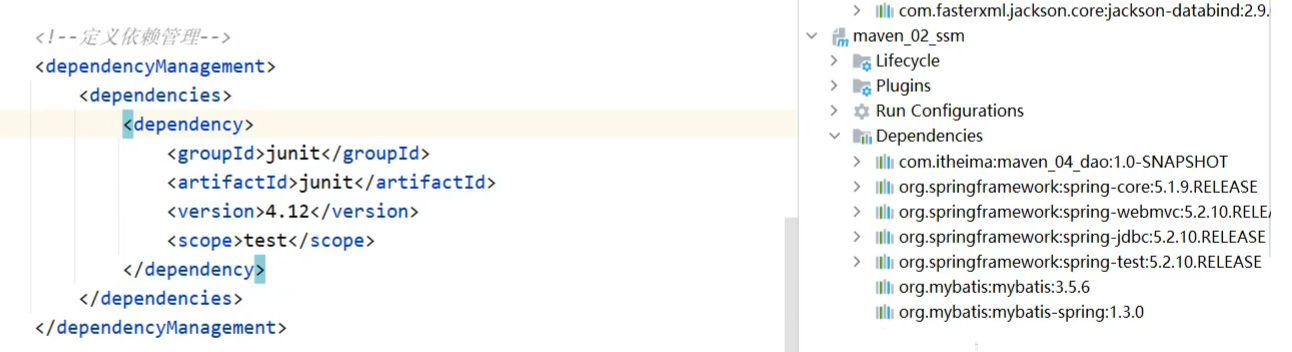 <!--定义依赖管理-->
<dependencyManagement>
<dependencies>
<dependency>
<groupId>junit</groupId>
<artifactId>junit</artifactId>
<version>4.12</version>
<scope>test</scope>
</dependency>
</dependencies>
</dependencyManagement>
com.fasterxml.jackson.core:jackson-databind:2.9.
maven_02_ssm
Lifecycle
Plugins
Run Configurations
Dependencies
com.itheima:maven_04_dao:1.0-SNAPSHOT
org.springframework:spring-core:5.1.9.RELEASE
org.springframework:spring-webmvc:5.2.10.RELE
org.springframework:spring-jdbc:5.2.10.RELEASE
org.springframework:spring-test:5.2.10.RELEASE
org.mybatis:mybatis:3.5.6
org.mybatis:mybatis-spring:1.3.0